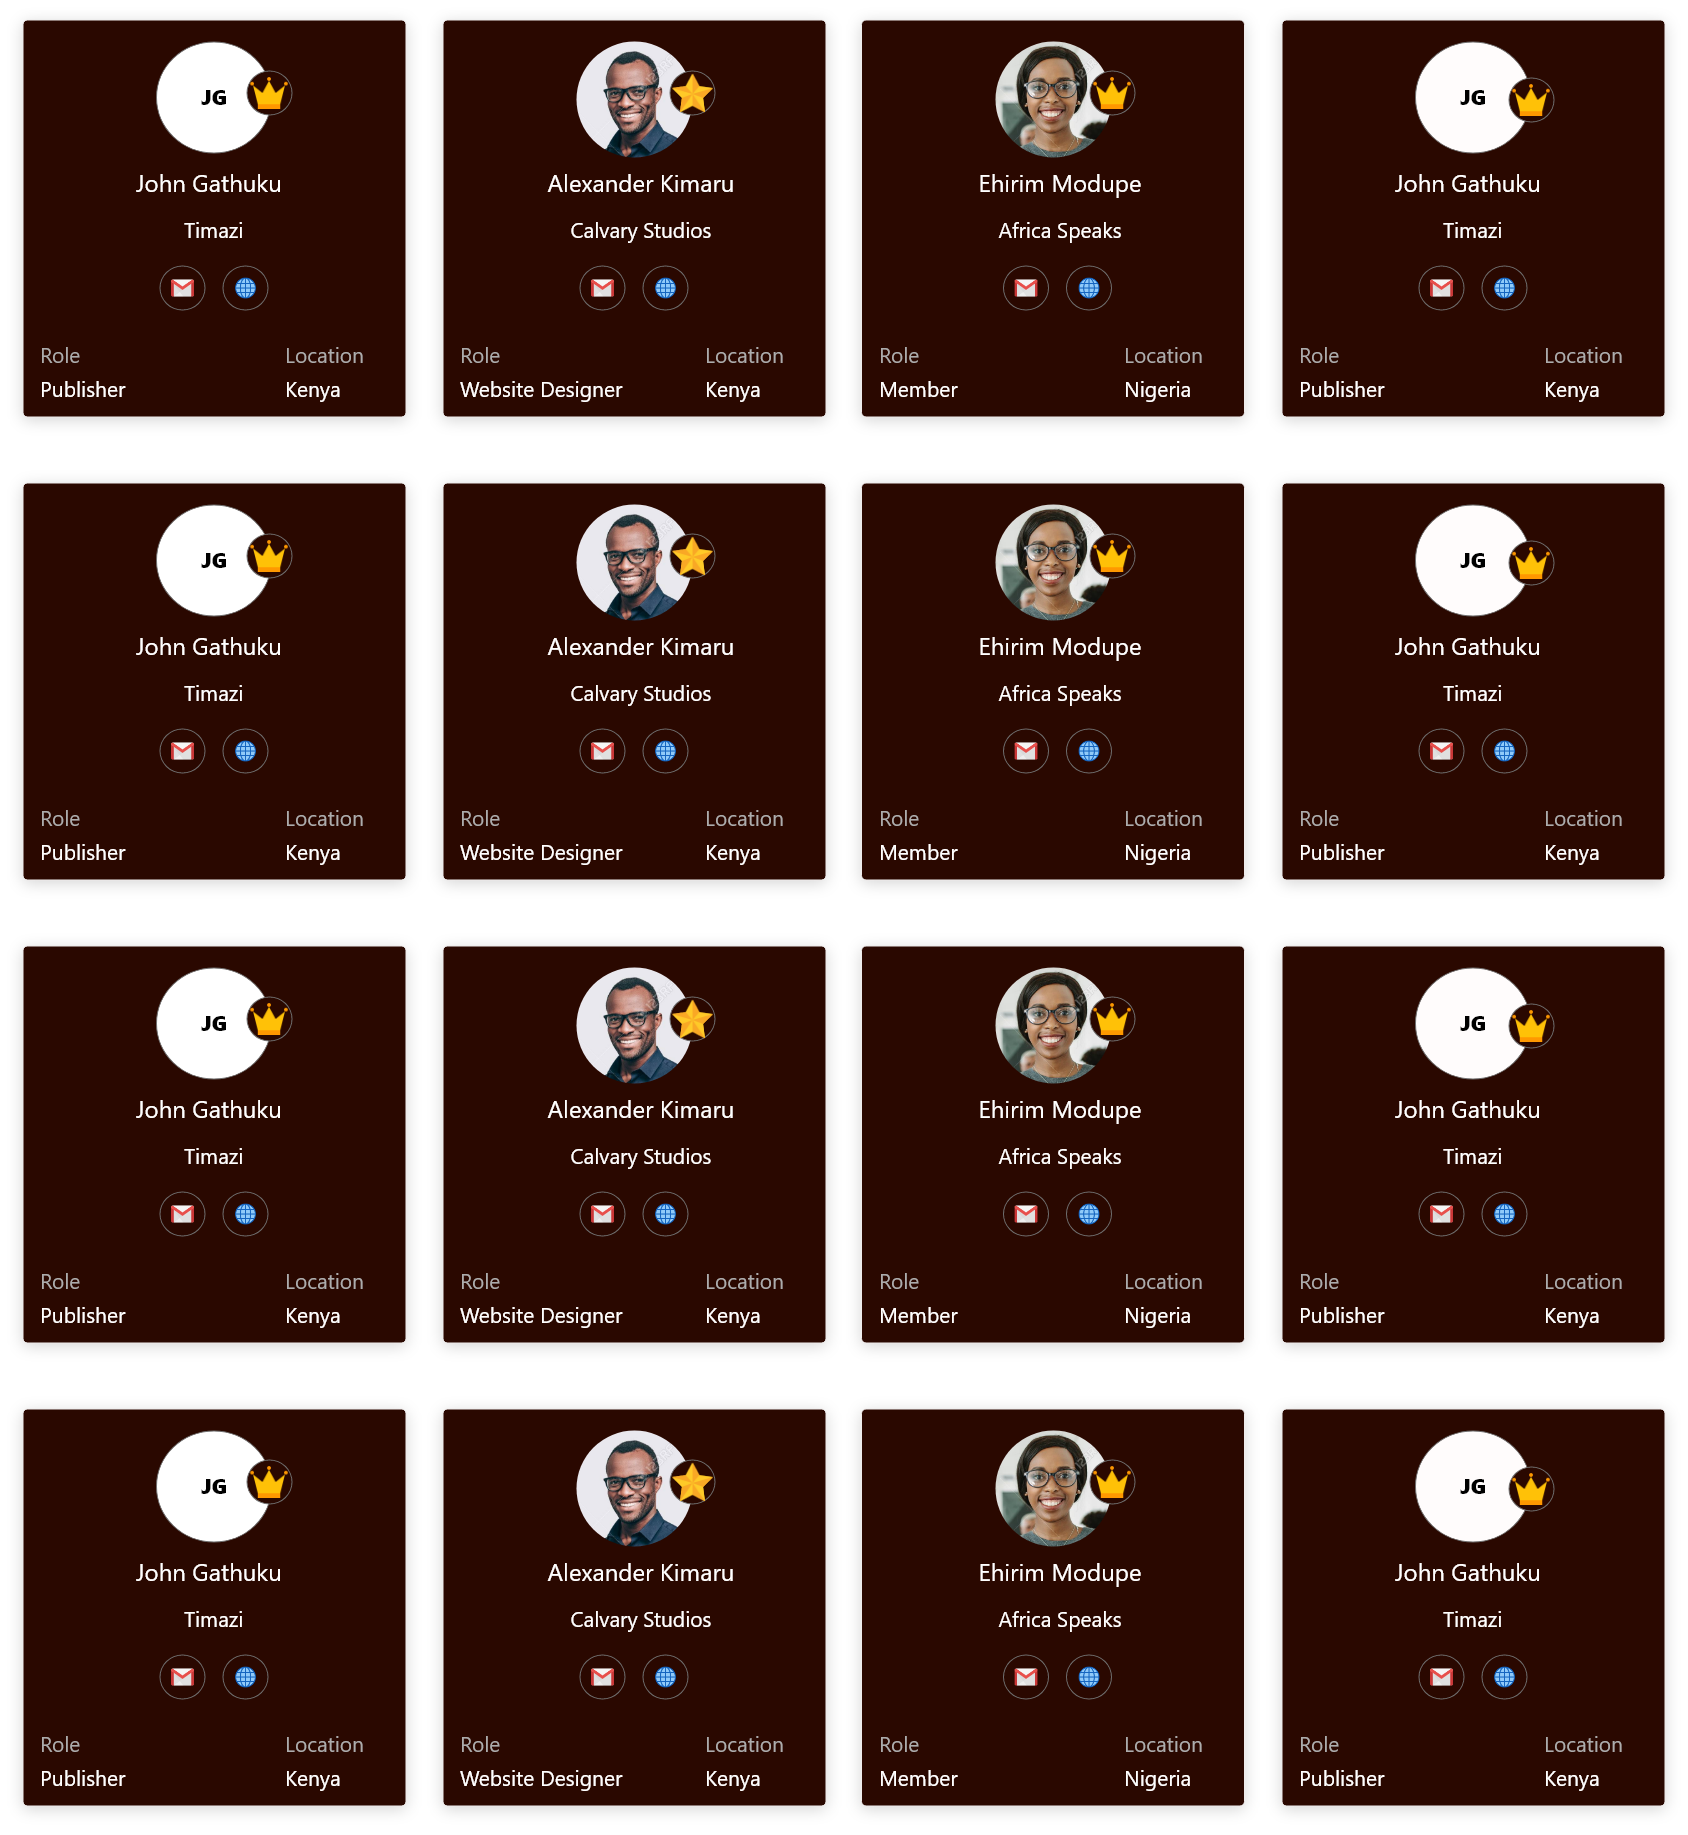 JG
John Gathuku
Timazi
Role Location
Publisher Kenya
Alexander Kimaru
Calvary Studios
Role Location
Website Designer Kenya
Ehirim Modupe
Africa Speaks
Role Location
Member Nigeria
JG
John Gathuku
Timazi
Role Location
Publisher Kenya
JG
John Gathuku
Timazi
Role Location
Publisher Kenya
Alexander Kimaru
Calvary Studios
Role Location
Website Designer Kenya
Ehirim Modupe
Africa Speaks
Role Location
Member Nigeria
JG
John Gathuku
Timazi
Role Location
Publisher Kenya
JG
John Gathuku
Timazi
Role Location
Publisher Kenya
Alexander Kimaru
Calvary Studios
Role Location
Website Designer Kenya
Ehirim Modupe
Africa Speaks
Role Location
Member Nigeria
JG
John Gathuku
Timazi
Role Location
Publisher Kenya
JG
John Gathuku
Timazi
Role Location
Publisher Kenya
Alexander Kimaru
Calvary Studios
Role Location
Website Designer Kenya
Ehirim Modupe
Africa Speaks
Role Location
Member Nigeria
JG
John Gathuku
Timazi
Role Location
Publisher Kenya